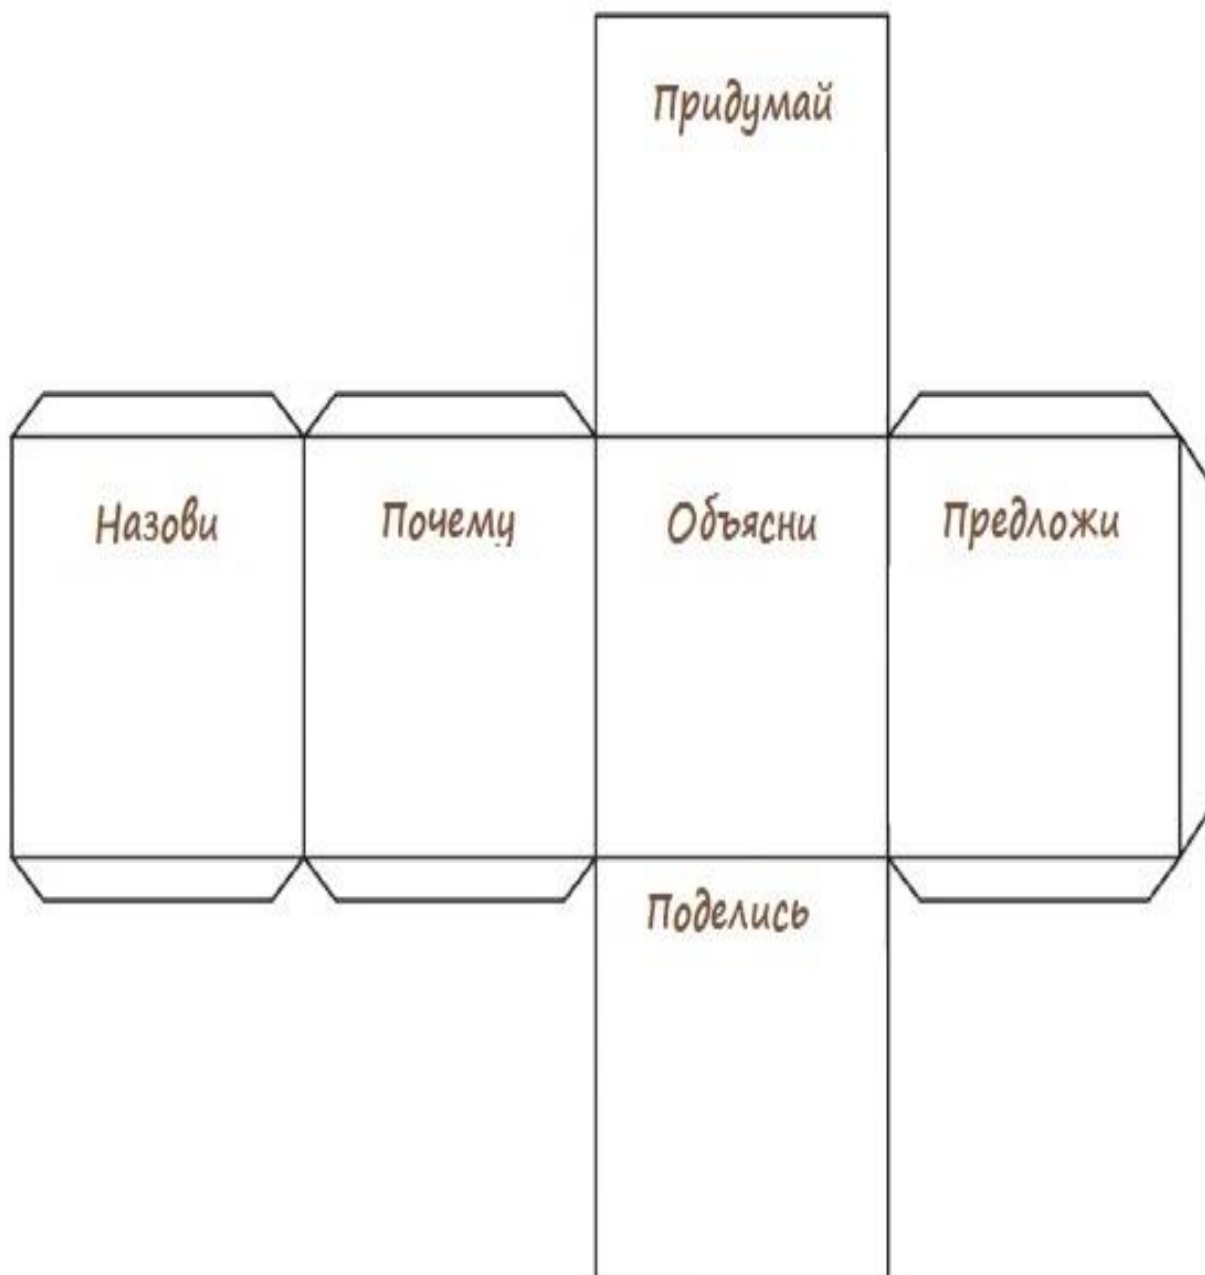 Придумай
Назови
Почему
Объясни
Предложи
Поделись